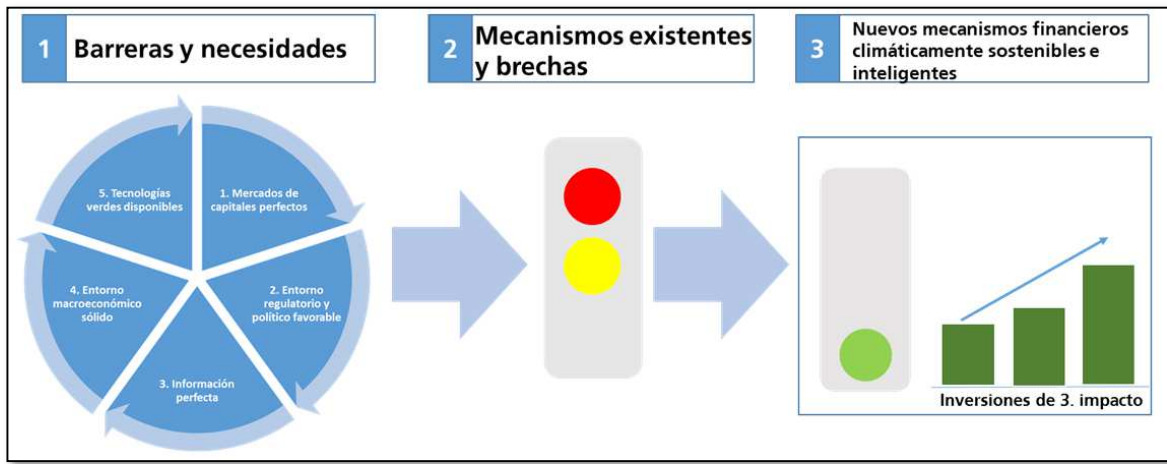 1
Barreras y necesidades
2
Mecanismos existentes
y brechas
3
Nuevos mecanismos financieros
climáticamente sostenibles e
inteligentes
5. Tecnologías
verdes disponibles
1. Mercados de
capitales perfectos
4. Entorno
macroeconómico
sólido
2. Entorno
regulatorio y
político favorable
3. Información
perfecta
Inversiones de 3. impacto